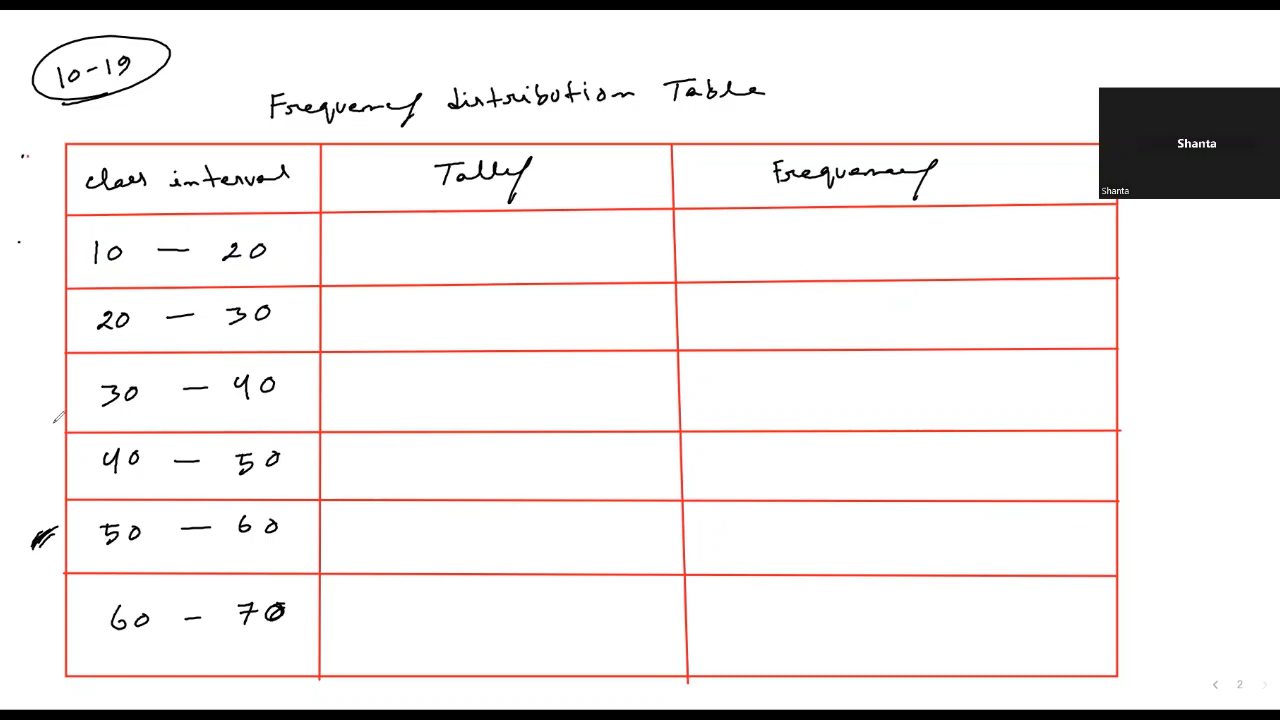 10-19
Frequency distribution Table
Shanta
Shanta
class interval Tally Frequency
10 — 20
20 — 30
30 — 40
40 — 50
50 — 60
60 - 70
< 2 >